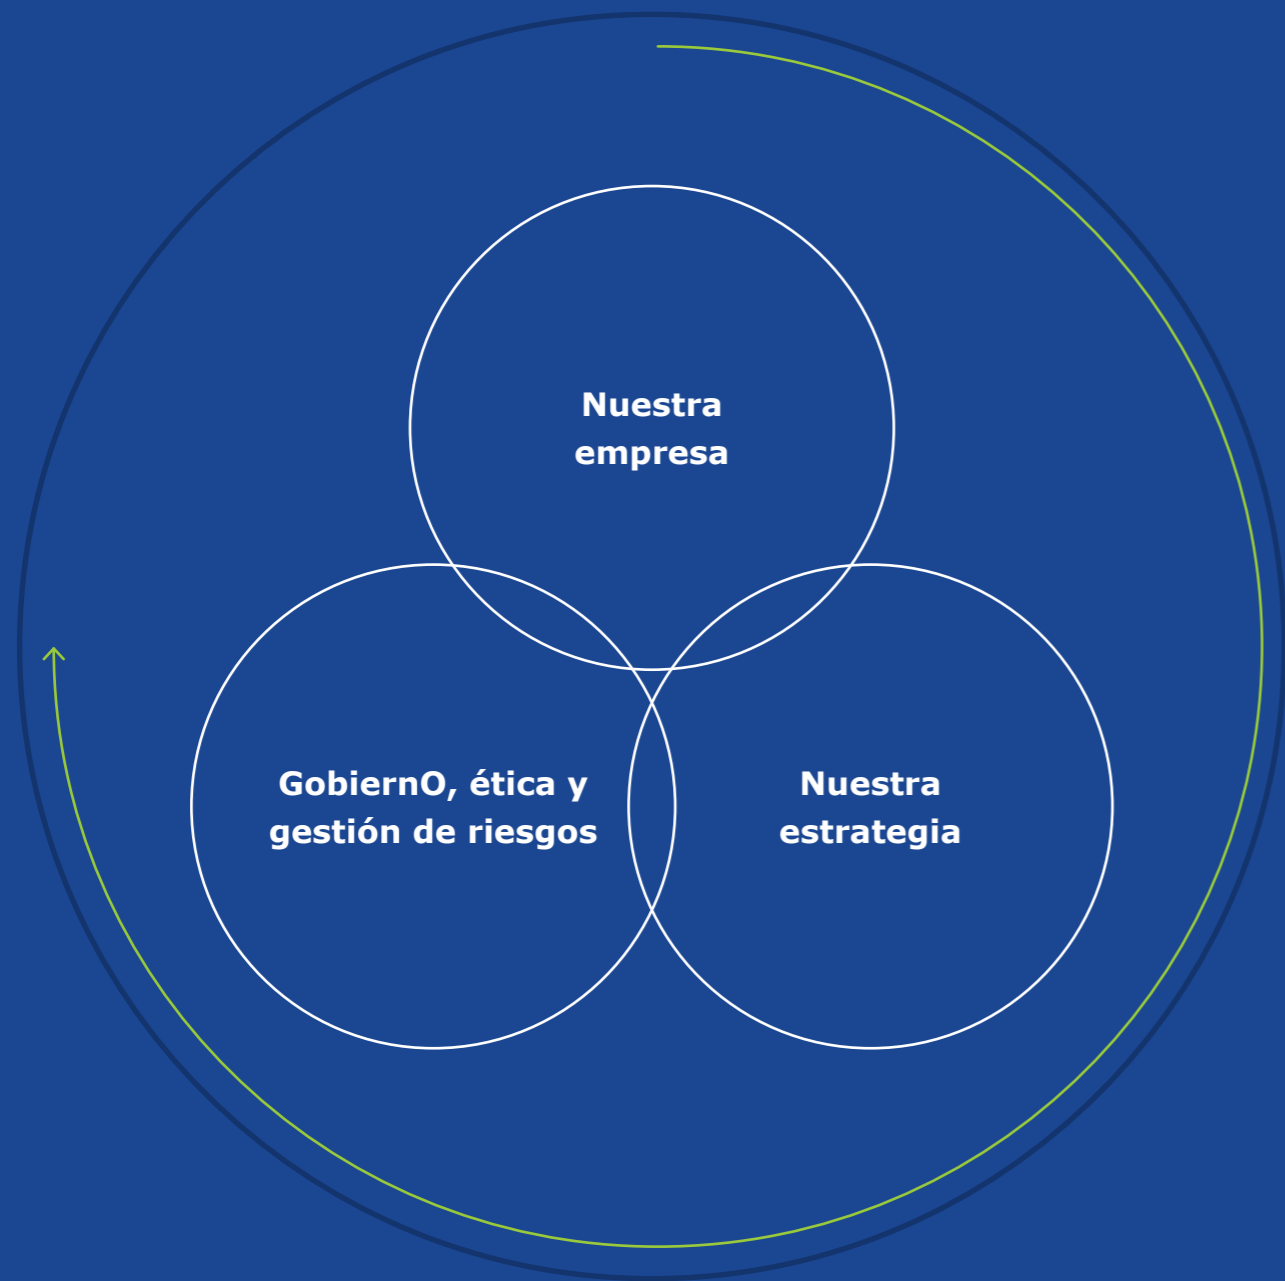 Nuestra
empresa
GobiernO, ética y
gestión de riesgos
Nuestra
estrategia